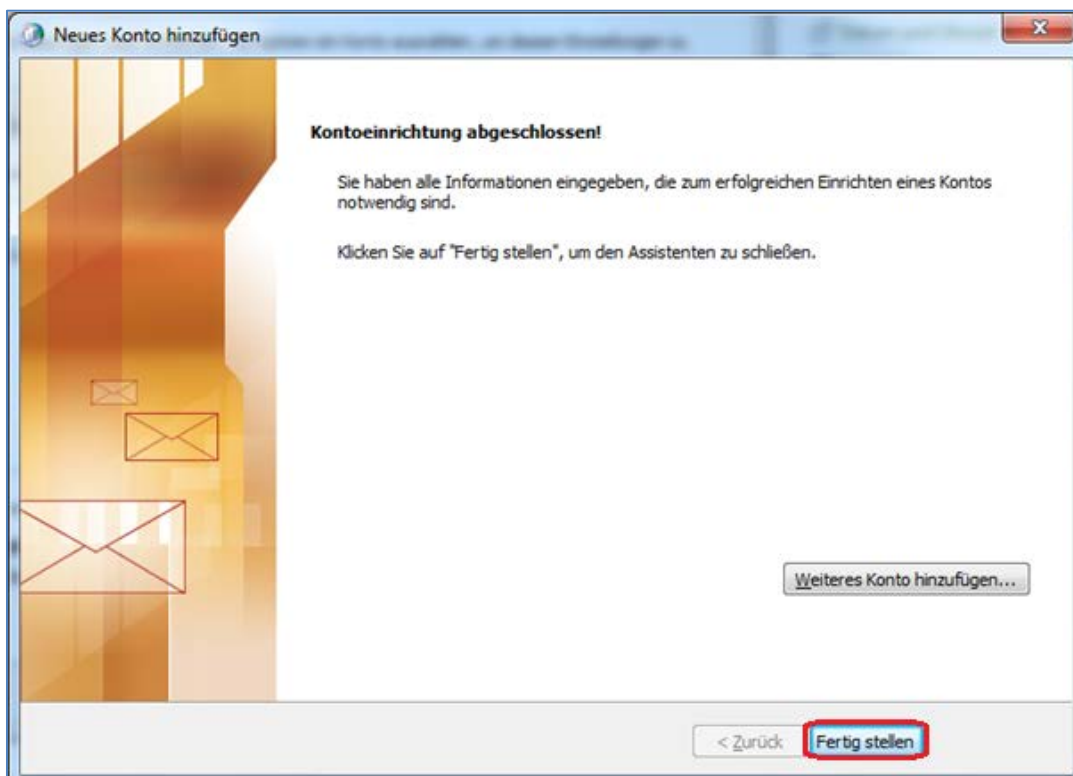 Neues Konto hinzufügen
Kontoeinrichtung abgeschlossen!
Sie haben alle Informationen eingegeben, die zum erfolgreichen Einrichten eines Kontos
notwendig sind.
Klicken Sie auf "Fertig stellen", um den Assistenten zu schließen.
Weiteres Konto hinzufügen...
< Zurück Fertig stellen